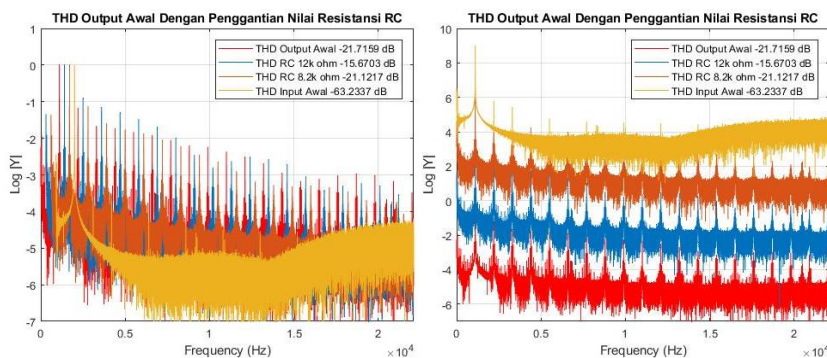 THD Output Awal Dengan Penggantian Nilai Resistansi RC
Log |Y|
1
0
-1
-2
-3
-4
-5
-6
-7
THD Output Awal -21.7159 dB
THD RC 12k ohm -15.6703 dB
THD RC 8.2k ohm -21.1217 dB
THD Input Awal -63.2337 dB
0
0.5
1
1.5
2
Frequency (Hz)
× 10^4
THD Output Awal Dengan Penggantian Nilai Resistansi RC
Log |Y|
10
8
6
4
2
0
-2
-4
-6
THD Output Awal -21.7159 dB
THD RC 12k ohm -15.6703 dB
THD RC 8.2k ohm -21.1217 dB
THD Input Awal -63.2337 dB
0
0.5
1
1.5
2
Frequency (Hz)
× 10^4